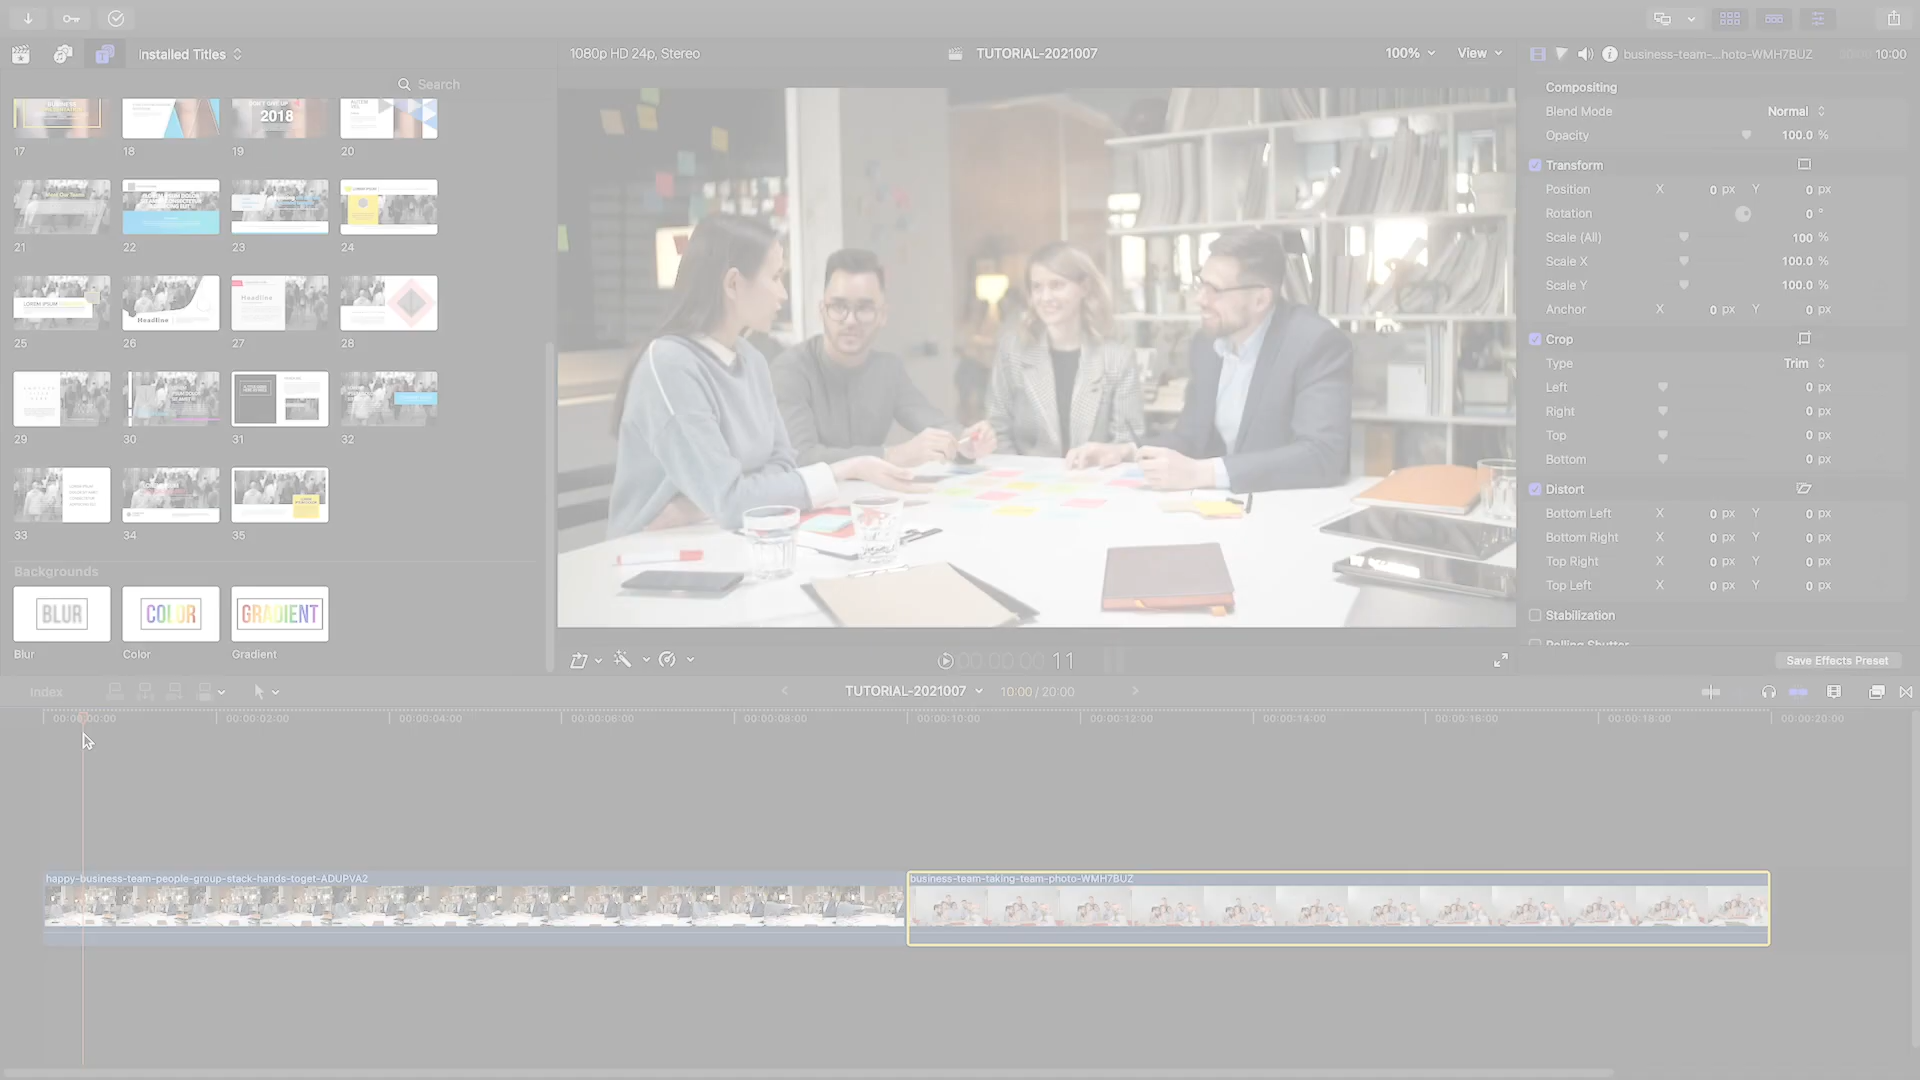 Installed Titles
1080p HD 24p, Stereo
TUTORIAL-2021007
100%
View
business-team-...hoto-WMH7BUZ
10:00
Search
Compositing
Blend Mode
Normal
Opacity
100.0 %
Transform
Position X 0 px Y 0 px
Rotation 0 °
Scale (All) 100 %
Scale X 100.0 %
Scale Y 100.0 %
Anchor X 0 px Y 0 px
Crop
Type Trim
Left 0 px
Right 0 px
Top 0 px
Bottom 0 px
Distort
Bottom Left X 0 px Y 0 px
Bottom Right X 0 px Y 0 px
Top Right X 0 px Y 0 px
Top Left X 0 px Y 0 px
Stabilization
Rolling Shutter
Save Effects Preset
DON'T GIVE UP
2018
17 18 19 20
Meet Our Team
21 22 23 24
Headline
Headline
25 26 27 28
29 30 31 32
33 34 35
Backgrounds
BLUR COLOR GRADIENT
Blur Color Gradient
00:00:00 11
Index
TUTORIAL-2021007
10:00 / 20:00
00:00:00:00 00:00:02:00 00:00:04:00 00:00:06:00 00:00:08:00 00:00:10:00 00:00:12:00 00:00:14:00 00:00:16:00 00:00:18:00 00:00:20:00
happy-business-team-people-group-stack-hands-toget-ADUPVA2
business-team-taking-team-photo-WMH7BUZ